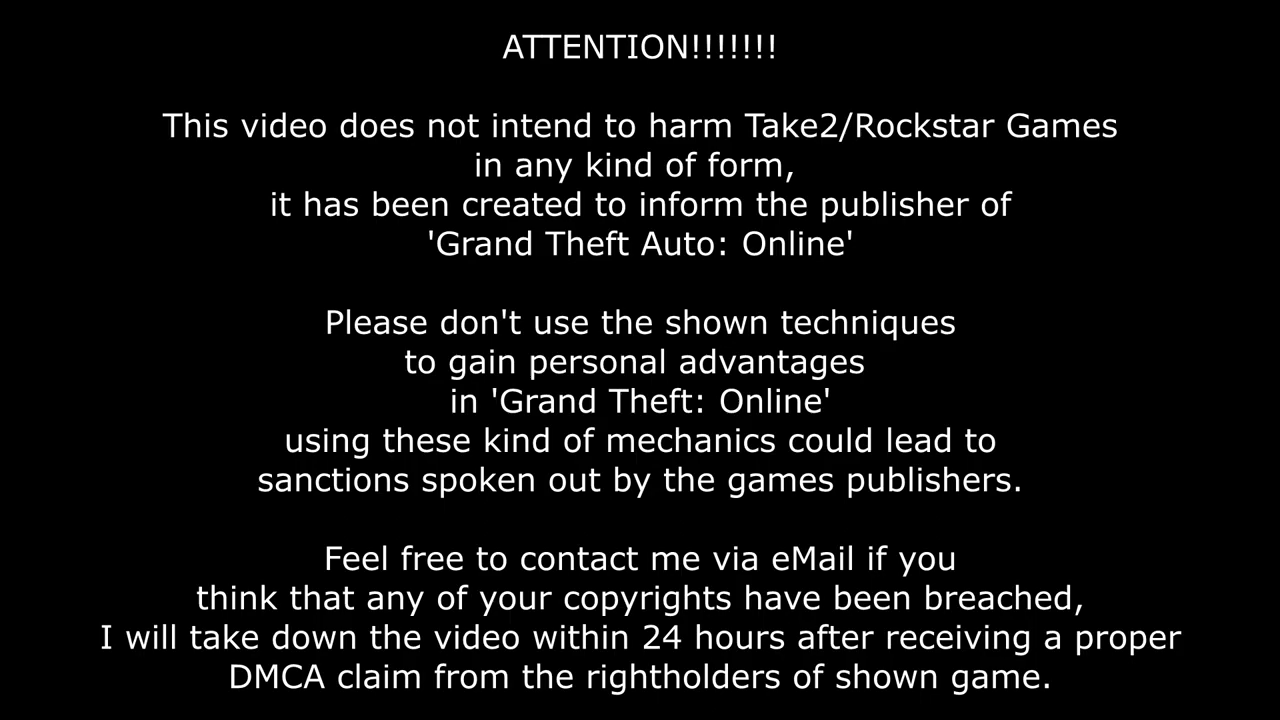 ATTENTION!!!!!!!
This video does not intend to harm Take2/Rockstar Games
in any kind of form,
it has been created to inform the publisher of
'Grand Theft Auto: Online'
Please don't use the shown techniques
to gain personal advantages
in 'Grand Theft: Online'
using these kind of mechanics could lead to
sanctions spoken out by the games publishers.
Feel free to contact me via eMail if you
think that any of your copyrights have been breached,
I will take down the video within 24 hours after receiving a proper
DMCA claim from the rightholders of shown game.